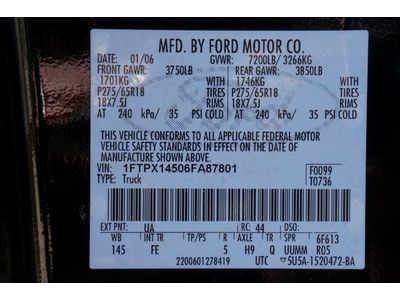 MFD. BY FORD MOTOR CO.
DATE: 01/06 GVWR: 7200LB/ 3266KG
FRONT GAWR: 3750LB REAR GAWR: 3850LB
1701KG WITH 1746KG WITH
P275/65R18 TIRES P275/65R18 TIRES
18X7.5J RIMS 18X7.5J RIMS
AT 240 kPa/ 35 PSI AT 240 kPa/ 35
THIS VEHICLE CONFORMS TO ALL APPLICABLE FEDERAL MOTOR
VEHICLE SAFETY STANDARDS IN EFFECT ON THE DATE OF
MANUFACTURE SHOWN ABOVE.
VIN: 1FTPX14506FA87801 F0099
TYPE: Truck T0736
EXT PNT: UA RC: 44 DSO:
WB INT TR TP/PS R AXLE TR SPR 6F613
145 FE 5 H9 Q UUMM R05
2200601278419 UTC 5U5A-1520472-BA